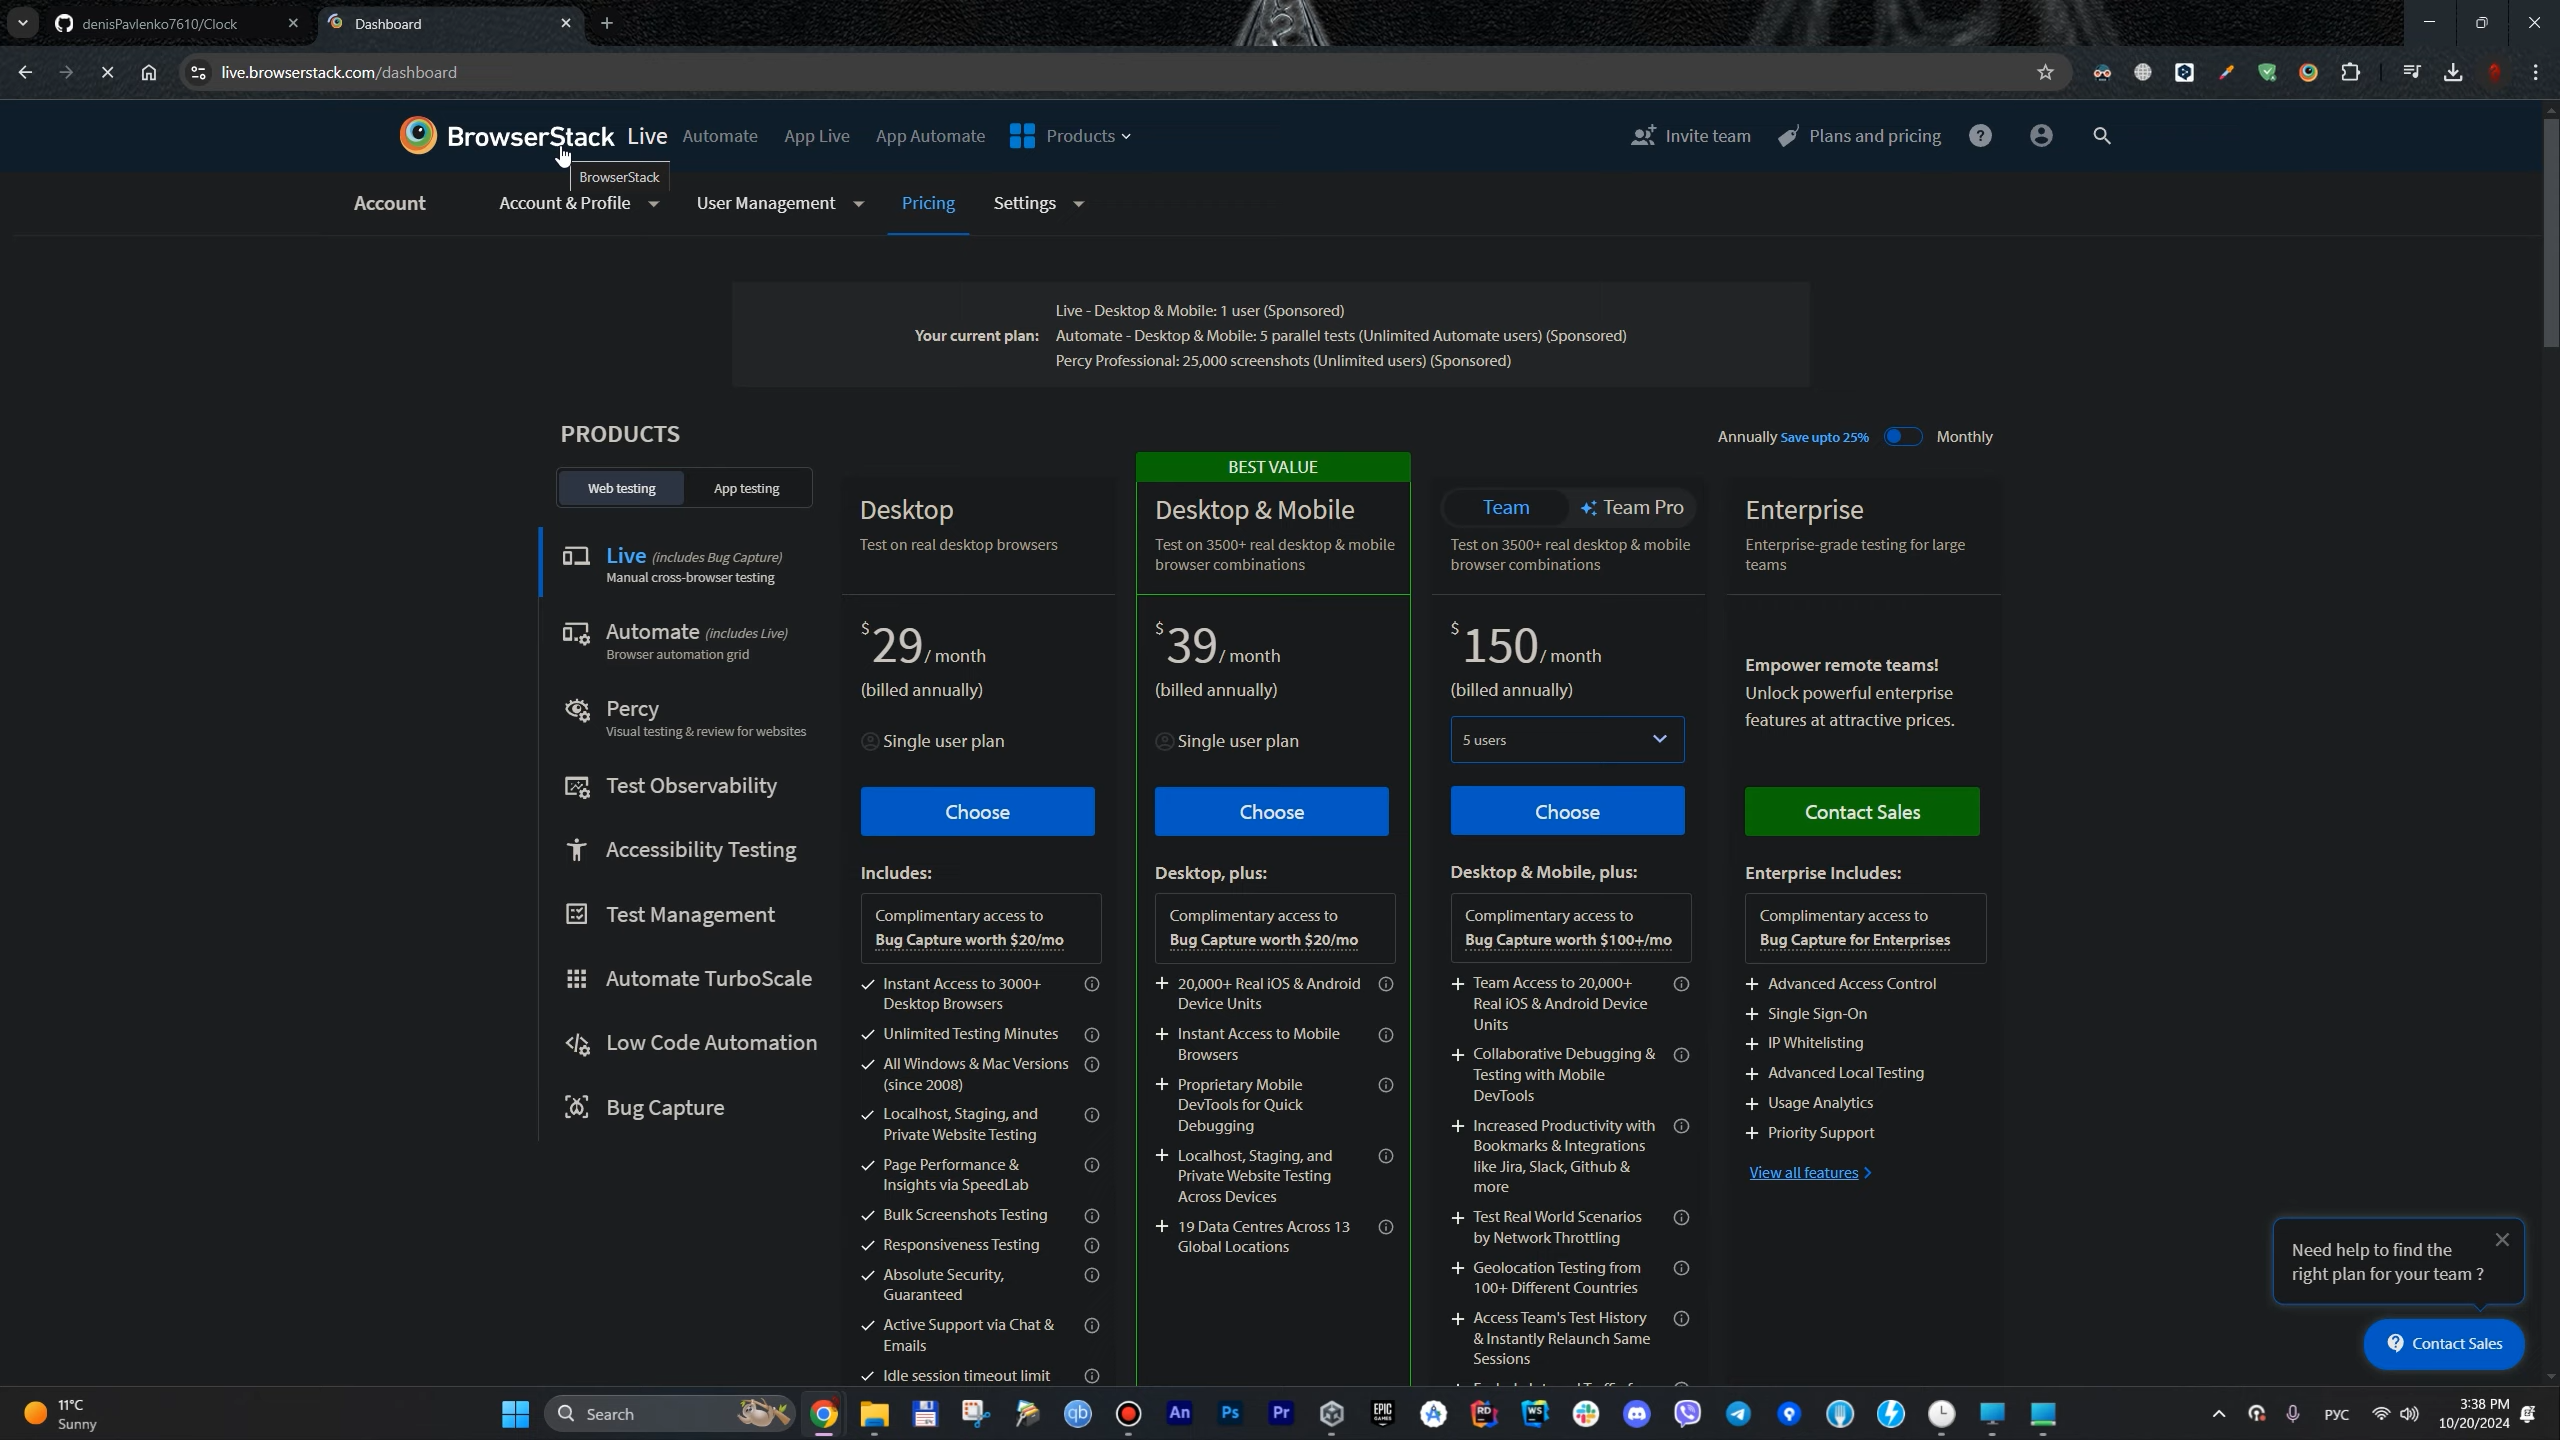 denisPavlenko7610/Clock
Dashboard
live.browserstack.com/dashboard
BrowserStack Live Automate App Live App Automate Products
Invite team Plans and pricing
BrowserStack
Account Account & Profile User Management Pricing Settings
Live - Desktop & Mobile: 1 user (Sponsored)
Your current plan: Automate - Desktop & Mobile: 5 parallel tests (Unlimited Automate users) (Sponsored)
Percy Professional: 25,000 screenshots (Unlimited users) (Sponsored)
PRODUCTS
Annually Save upto 25% Monthly
Web testing App testing
Live (includes Bug Capture)
Manual cross-browser testing
Automate (includes Live)
Browser automation grid
Percy
Visual testing & review for websites
Test Observability
Accessibility Testing
Test Management
Automate TurboScale
Low Code Automation
Bug Capture
Desktop
Test on real desktop browsers
$29/ month
(billed annually)
Single user plan
Choose
Includes:
Complimentary access to
Bug Capture worth $20/mo
Instant Access to 3000+
Desktop Browsers
Unlimited Testing Minutes
All Windows & Mac Versions
(since 2008)
Localhost, Staging, and
Private Website Testing
Page Performance &
Insights via SpeedLab
Bulk Screenshots Testing
Responsiveness Testing
Absolute Security,
Guaranteed
Active Support via Chat &
Emails
Idle session timeout limit
BEST VALUE
Desktop & Mobile
Test on 3500+ real desktop & mobile
browser combinations
$39/ month
(billed annually)
Single user plan
Choose
Desktop, plus:
Complimentary access to
Bug Capture worth $20/mo
+ 20,000+ Real iOS & Android
Device Units
+ Instant Access to Mobile
Browsers
+ Proprietary Mobile
DevTools for Quick
Debugging
+ Localhost, Staging, and
Private Website Testing
Across Devices
+ 19 Data Centres Across 13
Global Locations
Team Team Pro
Test on 3500+ real desktop & mobile
browser combinations
$150/ month
(billed annually)
5 users
Choose
Desktop & Mobile, plus:
Complimentary access to
Bug Capture worth $100+/mo
+ Team Access to 20,000+
Real iOS & Android Device
Units
+ Collaborative Debugging &
Testing with Mobile
DevTools
+ Increased Productivity with
Bookmarks & Integrations
like Jira, Slack, Github &
more
+ Test Real World Scenarios
by Network Throttling
+ Geolocation Testing from
100+ Different Countries
+ Access Team's Test History
& Instantly Relaunch Same
Sessions
Enterprise
Enterprise-grade testing for large
teams
Empower remote teams!
Unlock powerful enterprise
features at attractive prices.
Contact Sales
Enterprise Includes:
Complimentary access to
Bug Capture for Enterprises
+ Advanced Access Control
+ Single Sign-On
+ IP Whitelisting
+ Advanced Local Testing
+ Usage Analytics
+ Priority Support
View all features
Need help to find the
right plan for your team ?
Contact Sales
11°C
Sunny
Search
qb
An
Ps
Pr
EPIC
GAMES
RD
WS
РУС
3:38 PM
10/20/2024